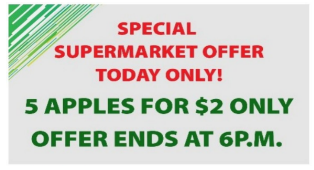 SPECIAL
SUPERMARKET OFFER
TODAY ONLY!
5 APPLES FOR $2 ONLY
OFFER ENDS AT 6P.M.